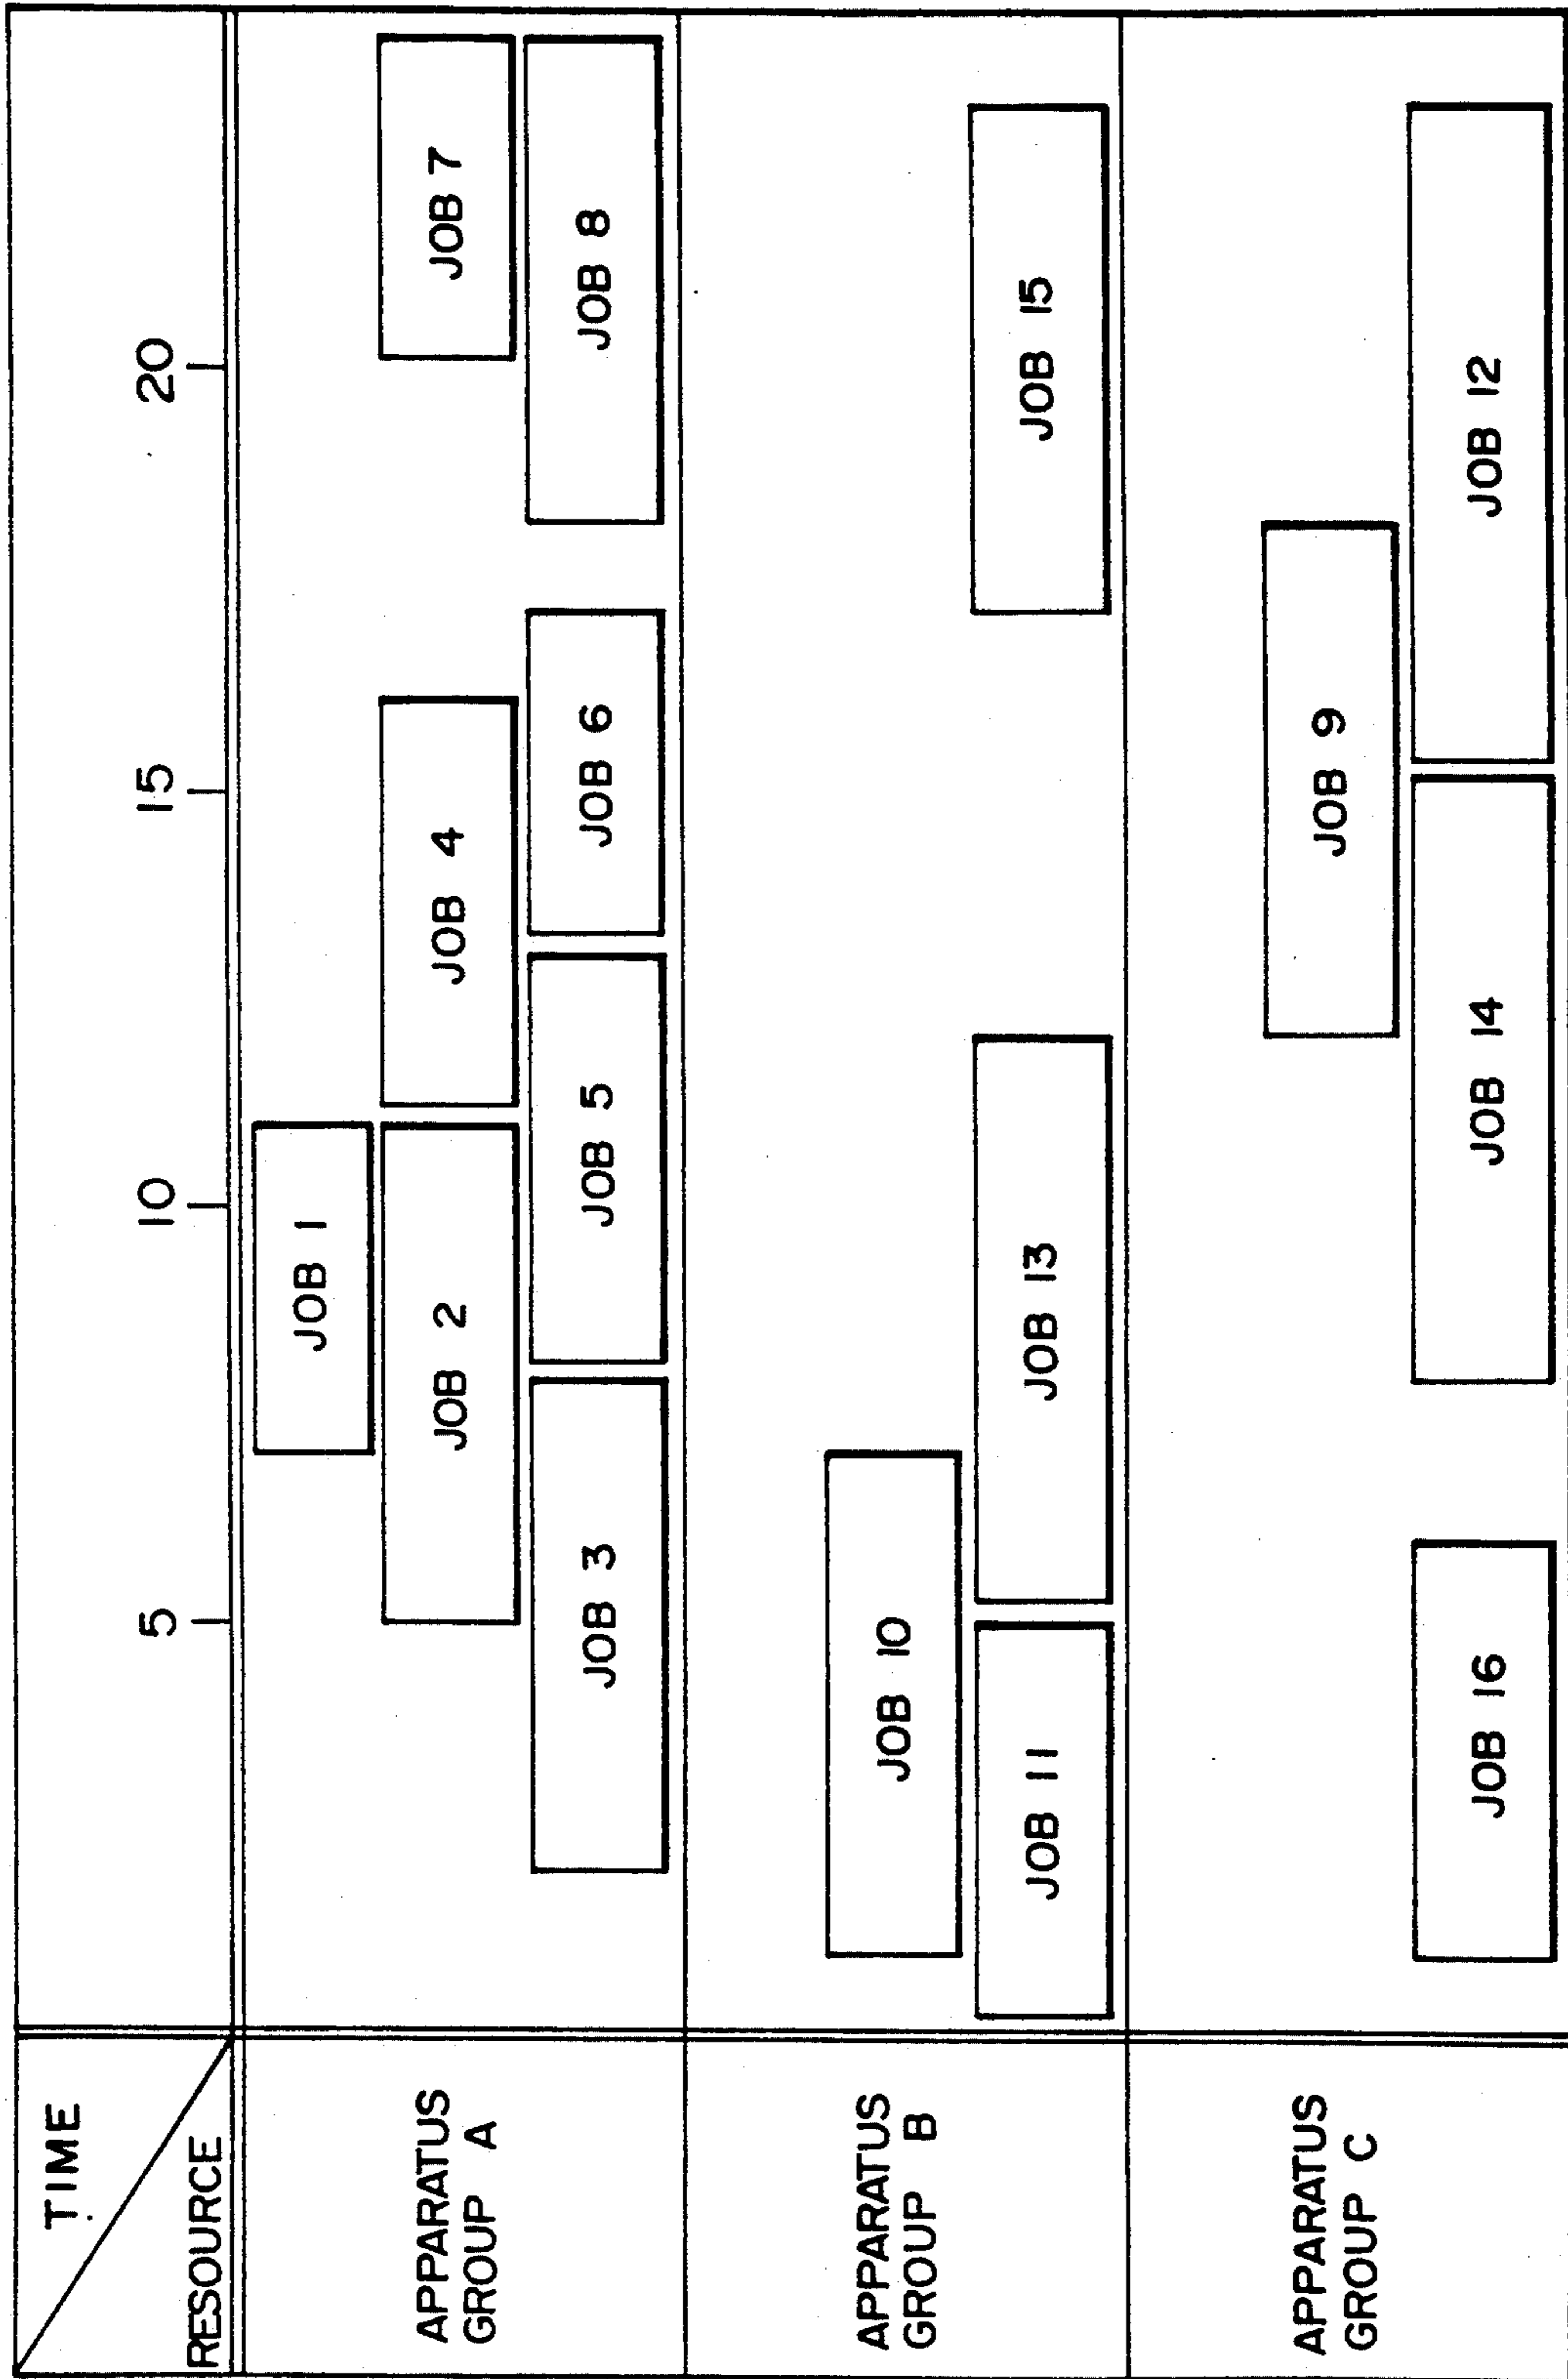 TIME
RESOURCE
5
10
15
20
APPARATUS
GROUP A
JOB 1
JOB 2
JOB 4
JOB 7
JOB 3
JOB 5
JOB 6
JOB 8
APPARATUS
GROUP B
JOB 10
JOB 11
JOB 13
JOB 15
APPARATUS
GROUP C
JOB 9
JOB 16
JOB 14
JOB 12